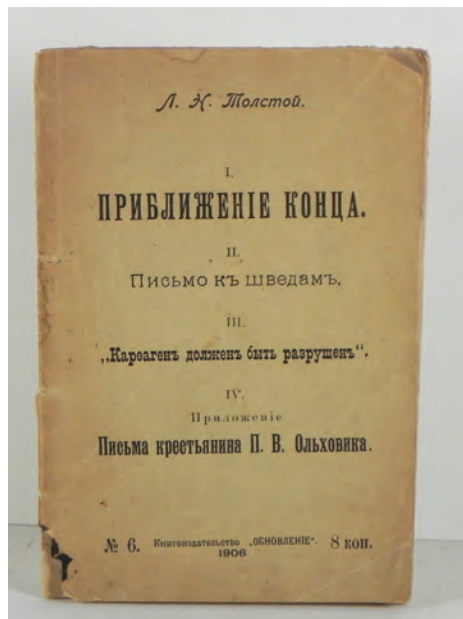 Л. Н. Толстой.
I.
ПРИБЛИЖЕНІЕ КОНЦА.
II.
Письмо къ шведамъ.
III.
„Карѳагенъ долженъ быть разрушенъ“.
IV.
Приложеніе
Письма крестьянина П. В. Ольховика.
№ 6. Книгоиздательство „ОБНОВЛЕНІЕ“. 8 коп.
1906